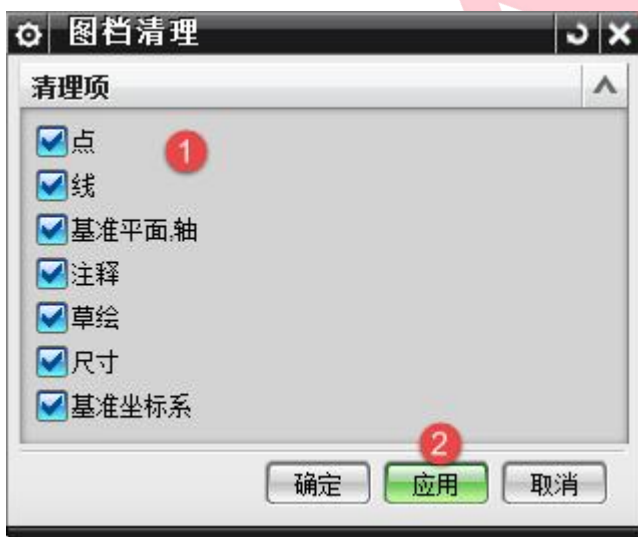 图档清理
清理项
点
1
线
基准平面,轴
注释
草绘
尺寸
基准坐标系
2
确定 应用 取消